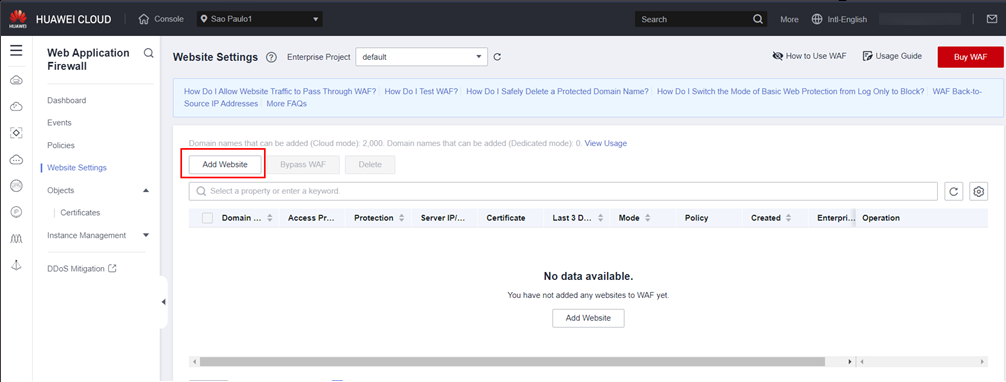 HUAWEI
HUAWEI CLOUD
Console
Sao Paulo1
Search
More
Intl-English
Web Application
Firewall
Dashboard
Events
Policies
Website Settings
Objects
Certificates
Instance Management
DDoS Mitigation
Website Settings
Enterprise Project
default
How to Use WAF
Usage Guide
Buy WAF
How Do I Allow Website Traffic to Pass Through WAF? How Do I Test WAF? How Do I Safely Delete a Protected Domain Name? How Do I Switch the Mode of Basic Web Protection from Log Only to Block? WAF Back-to-
Source IP Addresses More FAQs
Domain names that can be added (Cloud mode): 2,000. Domain names that can be added (Dedicated mode): 0. View Usage
Add Website Bypass WAF Delete
Select a property or enter a keyword.
Domain ... Access Pr... Protection Server IP/... Certificate Last 3 D... Mode Policy Created Enterpri... Operation
No data available.
You have not added any websites to WAF yet.
Add Website